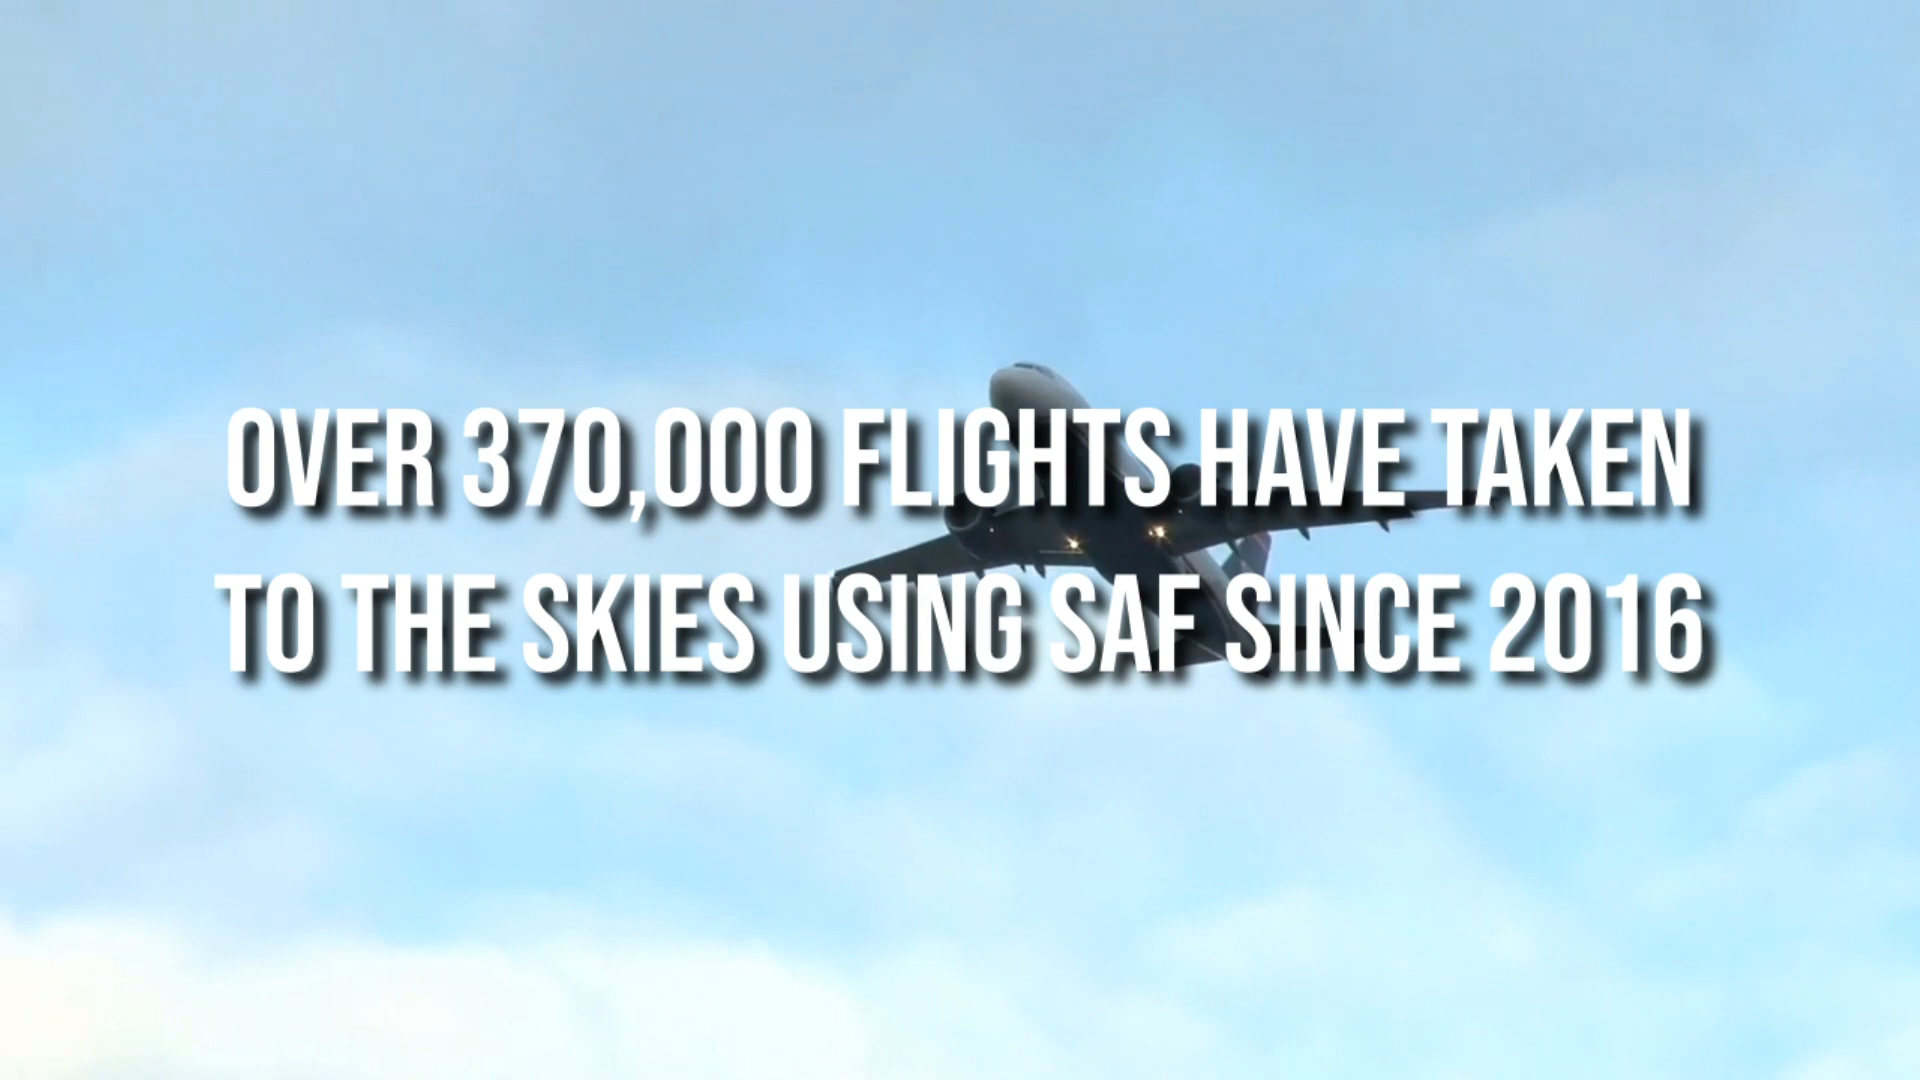 OVER 370,000 FLIGHTS HAVE TAKEN
TO THE SKIES USING SAF SINCE 2016